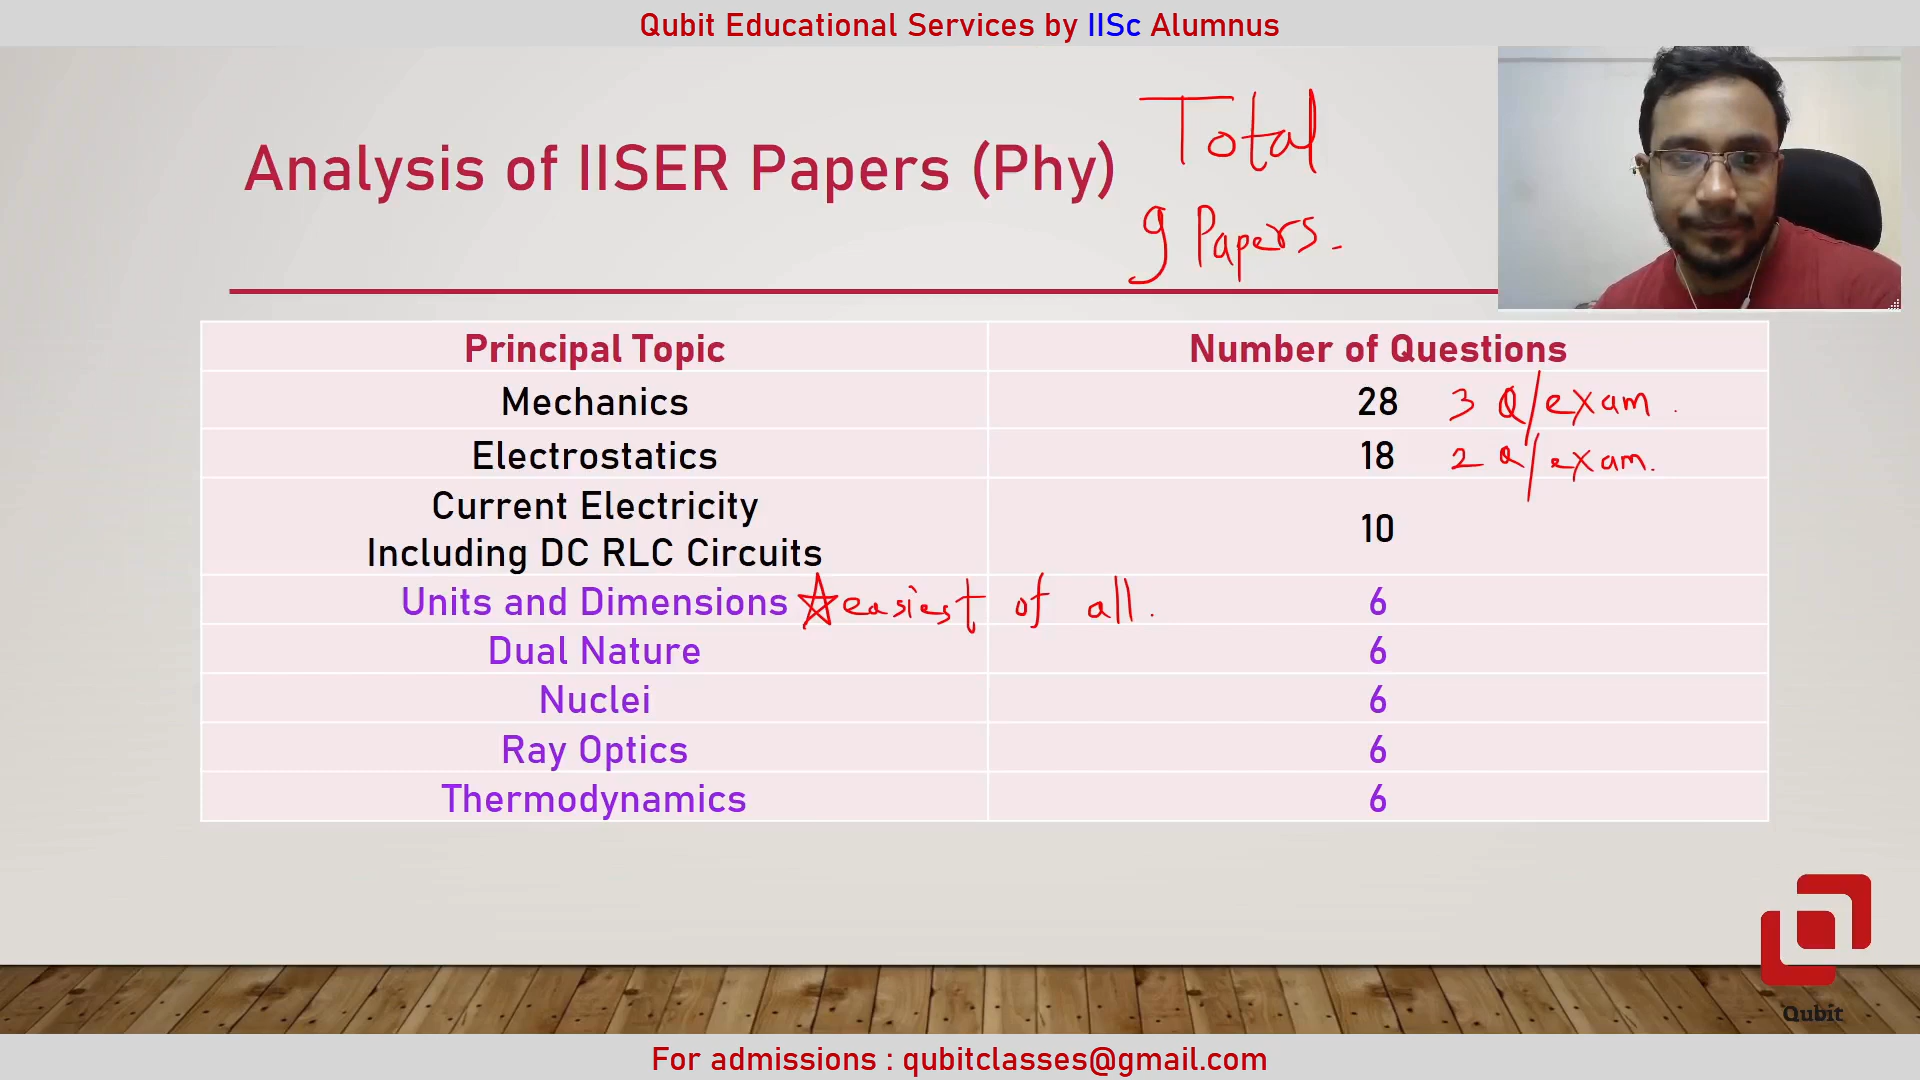 Qubit Educational Services by IISc Alumnus
Analysis of IISER Papers (Phy)
Total
9 Papers.
Principal Topic Number of Questions
Mechanics 28 3 Q/exam.
Electrostatics 18 2 Q/exam.
Current Electricity
Including DC RLC Circuits 10
Units and Dimensions easiest of all. 6
Dual Nature 6
Nuclei 6
Ray Optics 6
Thermodynamics 6
Qubit
For admissions : qubitclasses@gmail.com